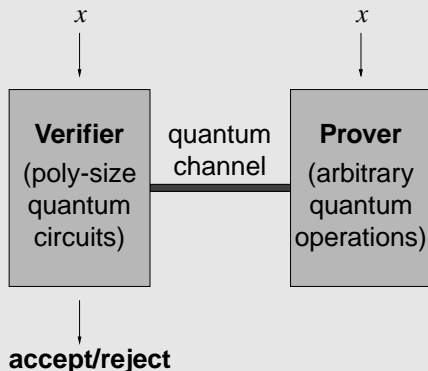 x
x
Verifier
(poly-size
quantum
circuits)
quantum
channel
Prover
(arbitrary
quantum
operations)
accept/reject